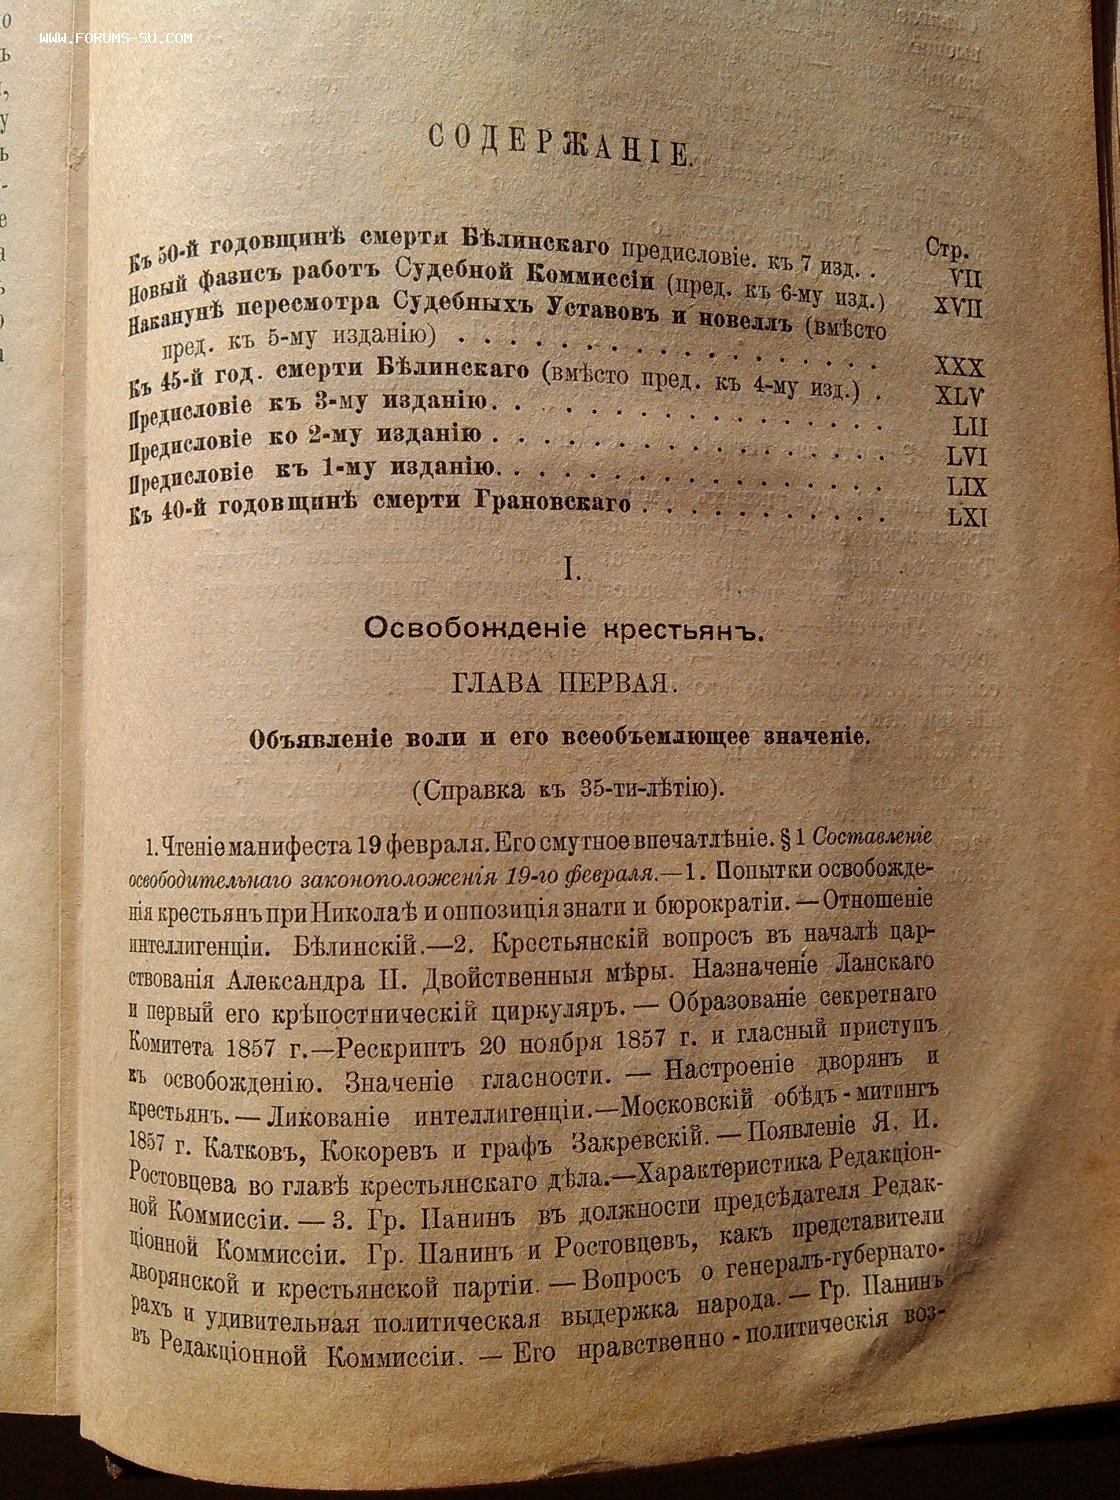 www.forums-su.com
СОДЕРЖАНІЕ.
Стр.
Къ 50-й годовщинѣ смерти Бѣлинскаго предисловіе. къ 7 изд. . VII
Новый фазисъ работъ Судебной Коммиссіи (пред. къ 6-му изд.) XVII
Наканунѣ пересмотра Судебныхъ Уставовъ и новеллъ (вмѣсто
пред. къ 5-му изданію) . . . . . . . . . . . . . . . XXX
Къ 45-й год. смерти Бѣлинскаго (вмѣсто пред. къ 4-му изд.) . XLV
Предисловіе къ 3-му изданію. . . . . . . . . . . . . . LII
Предисловіе ко 2-му изданію . . . . . . . . . . . . . . LVI
Предисловіе къ 1-му изданію. . . . . . . . . . . . . . LIX
Къ 40-й годовщинѣ смерти Грановскаго . . . . . . . . . . LXI
I.
Освобожденіе крестьянъ.
ГЛАВА ПЕРВАЯ.
Объявленіе воли и его всеобъемлющее значеніе.
(Справка къ 35-ти-лѣтію).
1. Чтеніе манифеста 19 февраля. Его смутное впечатлѣніе. § 1 Составленіе
освободительнаго законоположенія 19-го февраля.—1. Попытки освобожде-
нія крестьянъ при Николаѣ и оппозиція знати и бюрократіи. — Отношеніе
интеллигенціи. Бѣлинскій.—2. Крестьянскій вопросъ въ началѣ цар-
ствованія Александра II. Двойственныя мѣры. Назначеніе Ланскаго
и первый его крѣпостническій циркуляръ. — Образованіе секретнаго
Комитета 1857 г.—Рескриптъ 20 ноября 1857 г. и гласный приступъ
къ освобожденію. Значеніе гласности. — Настроеніе дворянъ и
крестьянъ. — Ликованіе интеллигенціи.—Московскій обѣдъ-митингъ
1857 г. Катковъ, Кокоревъ и графъ Закревскій. — Появленіе Я. И.
Ростовцева во главѣ крестьянскаго дѣла.—Характеристика Редакціон-
ной Коммиссіи. — 3. Гр. Панинъ въ должности предсѣдателя Редак-
ціонной Коммиссіи. Гр. Панинъ и Ростовцевъ, какъ представители
дворянской и крестьянской партіи. — Вопросъ о генералъ-губернато-
рахъ и удивительная политическая выдержка народа. — Гр. Панинъ
въ Редакціонной Коммиссіи. — Его нравственно-политическія воз-